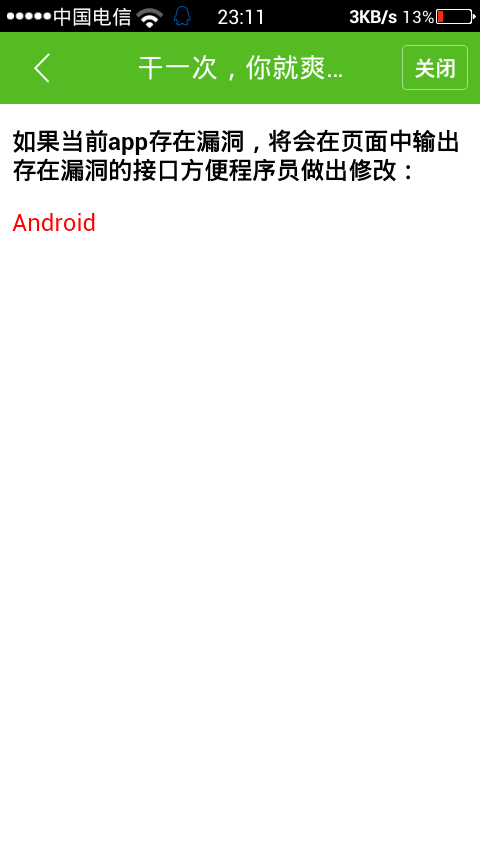 中国电信 23:11 3KB/s 13%
干一次，你就爽... 关闭
如果当前app存在漏洞，将会在页面中输出
存在漏洞的接口方便程序员做出修改：
Android